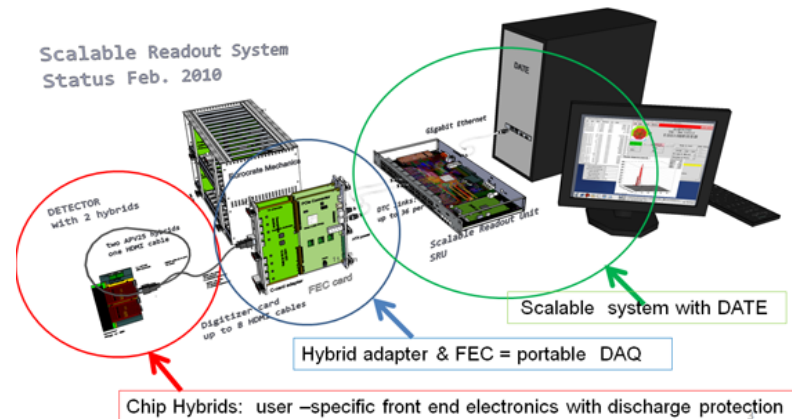 Scalable Readout System
Status Feb. 2010
DATE
Gigabit Ethernet
Eurocrate Mechanics
DETECTOR
with 2 hybrids
Two APV25 hybrids
one HDMI cable
DTC links:
up to 36
Scalable Readout Unit
SRU
C-card adapter
FEC card
Digitizer card
up to 8 HDMI cables
Scalable system with DATE
Hybrid adapter & FEC = portable DAQ
Chip Hybrids: user –specific front end electronics with discharge protection
3